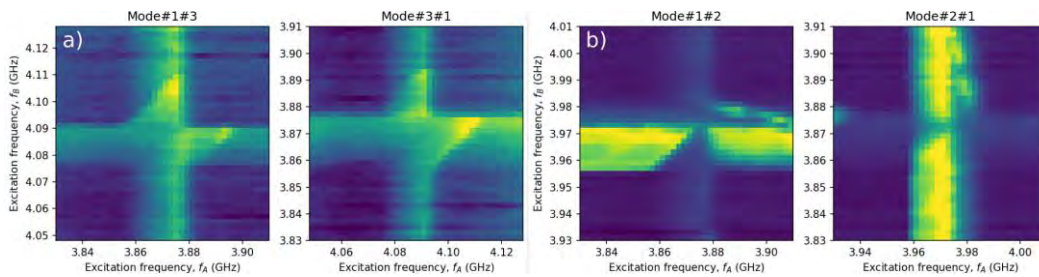 Mode#1#3
a)
Excitation frequency, f_B (GHz)
4.12
4.11
4.10
4.09
4.08
4.07
4.06
4.05
3.84 3.86 3.88 3.90
Excitation frequency, f_A (GHz)
Mode#3#1
3.91
3.90
3.89
3.88
3.87
3.86
3.85
3.84
3.83
4.06 4.08 4.10 4.12
Excitation frequency, f_A (GHz)
Mode#1#2
b)
Excitation frequency, f_B (GHz)
4.01
4.00
3.99
3.98
3.97
3.96
3.95
3.94
3.93
3.84 3.86 3.88 3.90
Excitation frequency, f_A (GHz)
Mode#2#1
3.91
3.90
3.89
3.88
3.87
3.86
3.85
3.84
3.83
3.94 3.96 3.98 4.00
Excitation frequency, f_A (GHz)